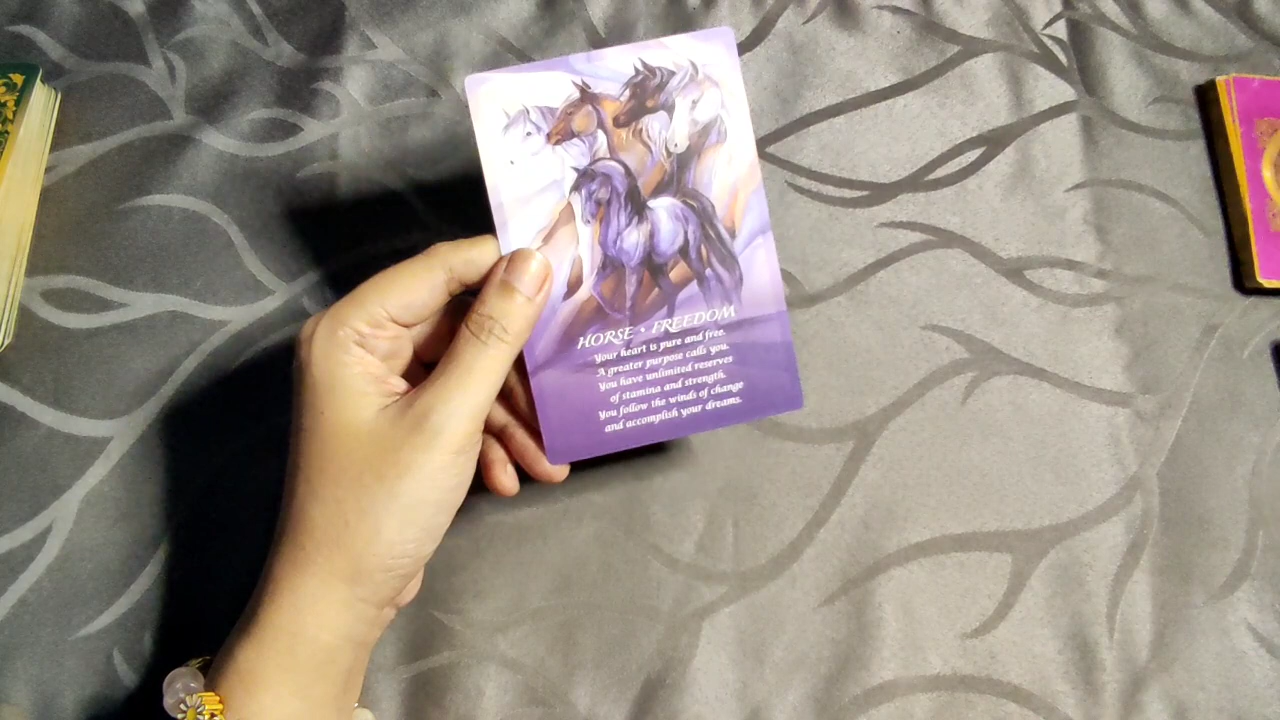 HORSE • FREEDOM
Your heart is pure and free.
A greater purpose calls you.
You have unlimited reserves
of stamina and strength.
You follow the winds of change
and accomplish your dreams.